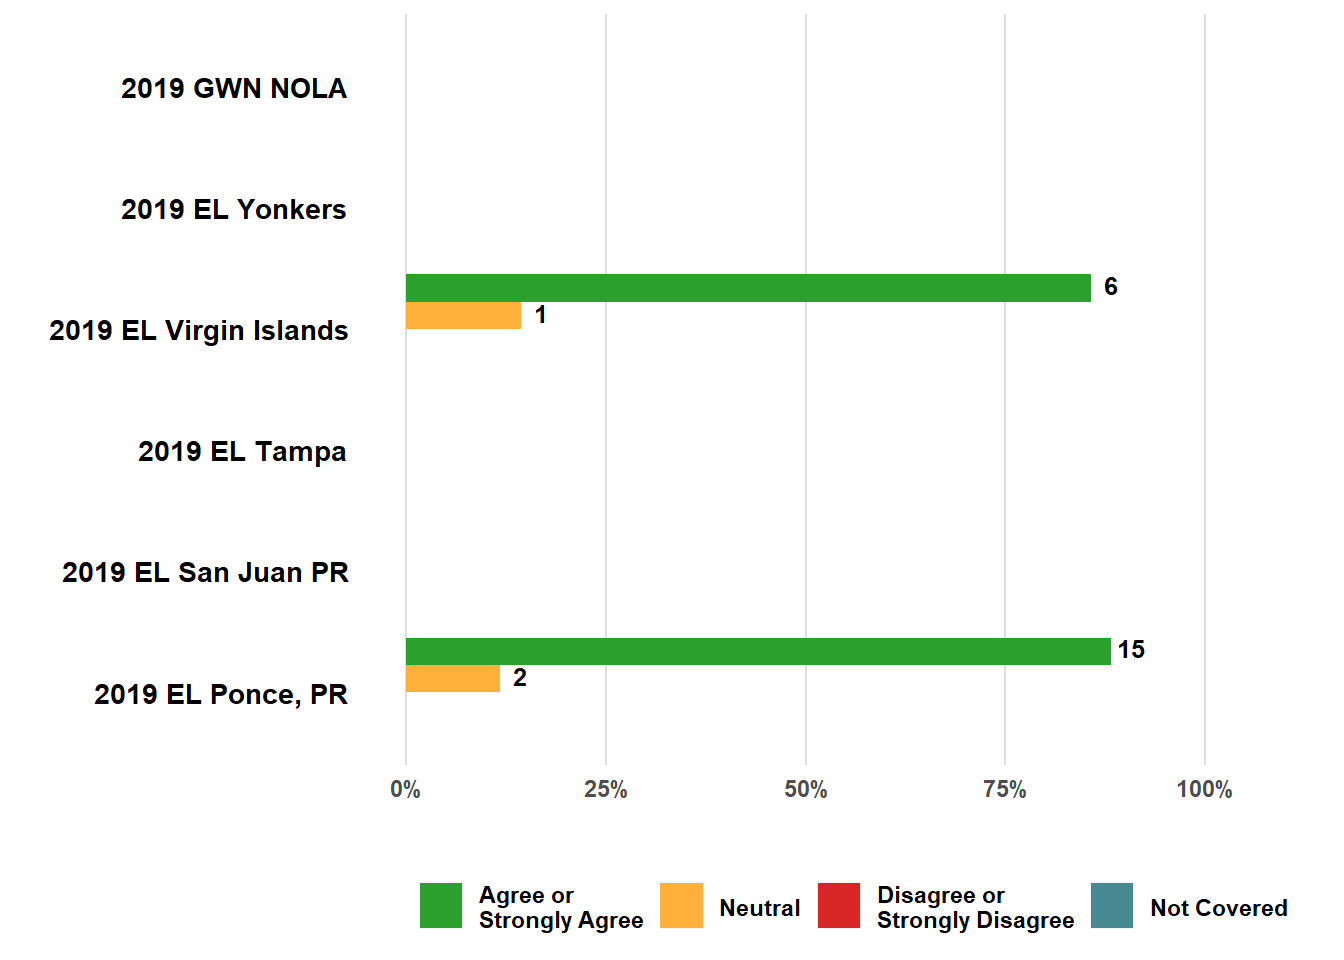 2019 GWN NOLA
2019 EL Yonkers
6
1
2019 EL Virgin Islands
2019 EL Tampa
2019 EL San Juan PR
15
2
2019 EL Ponce, PR
0% 25% 50% 75% 100%
Agree or
Strongly Agree
Neutral
Disagree or
Strongly Disagree
Not Covered